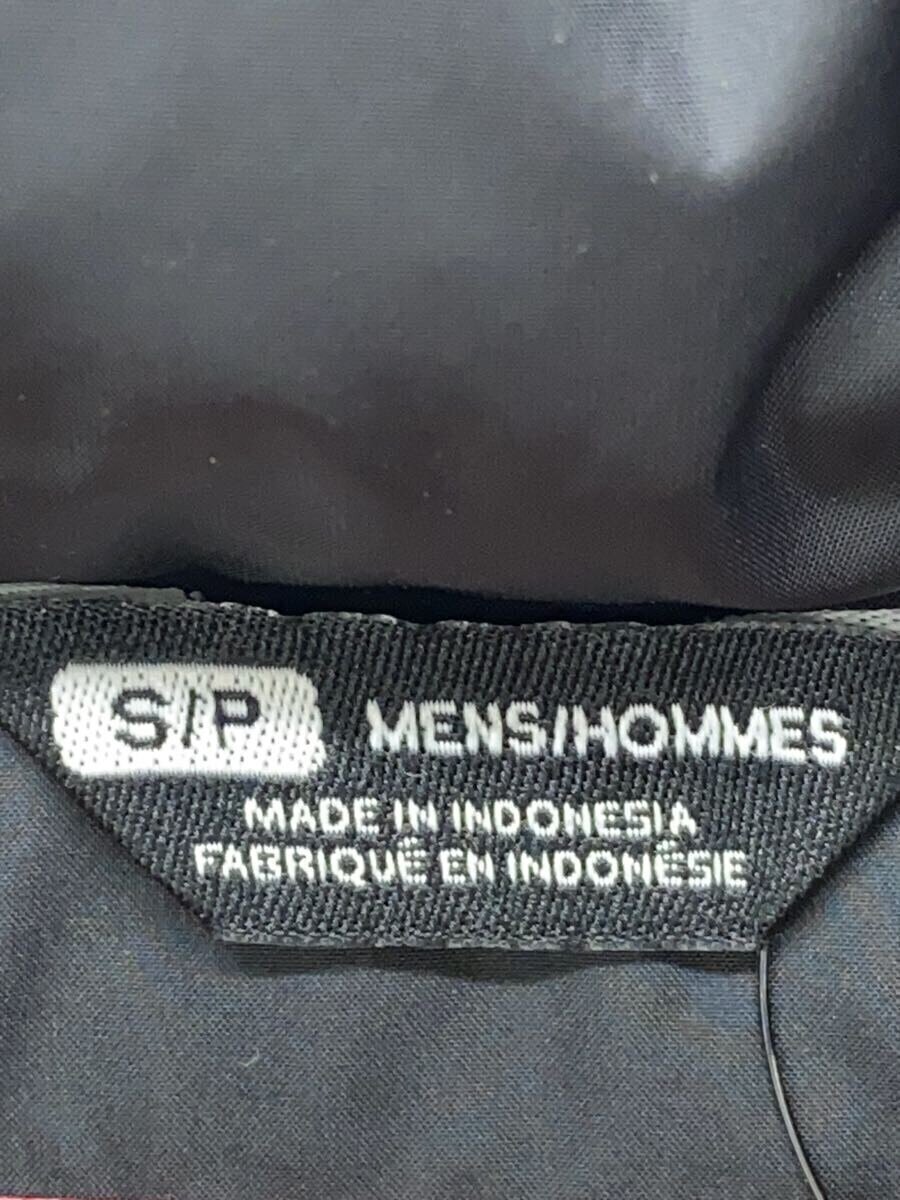 S/P MENS/HOMMES
MADE IN INDONESIA
FABRIQUÉ EN INDONÉSIE